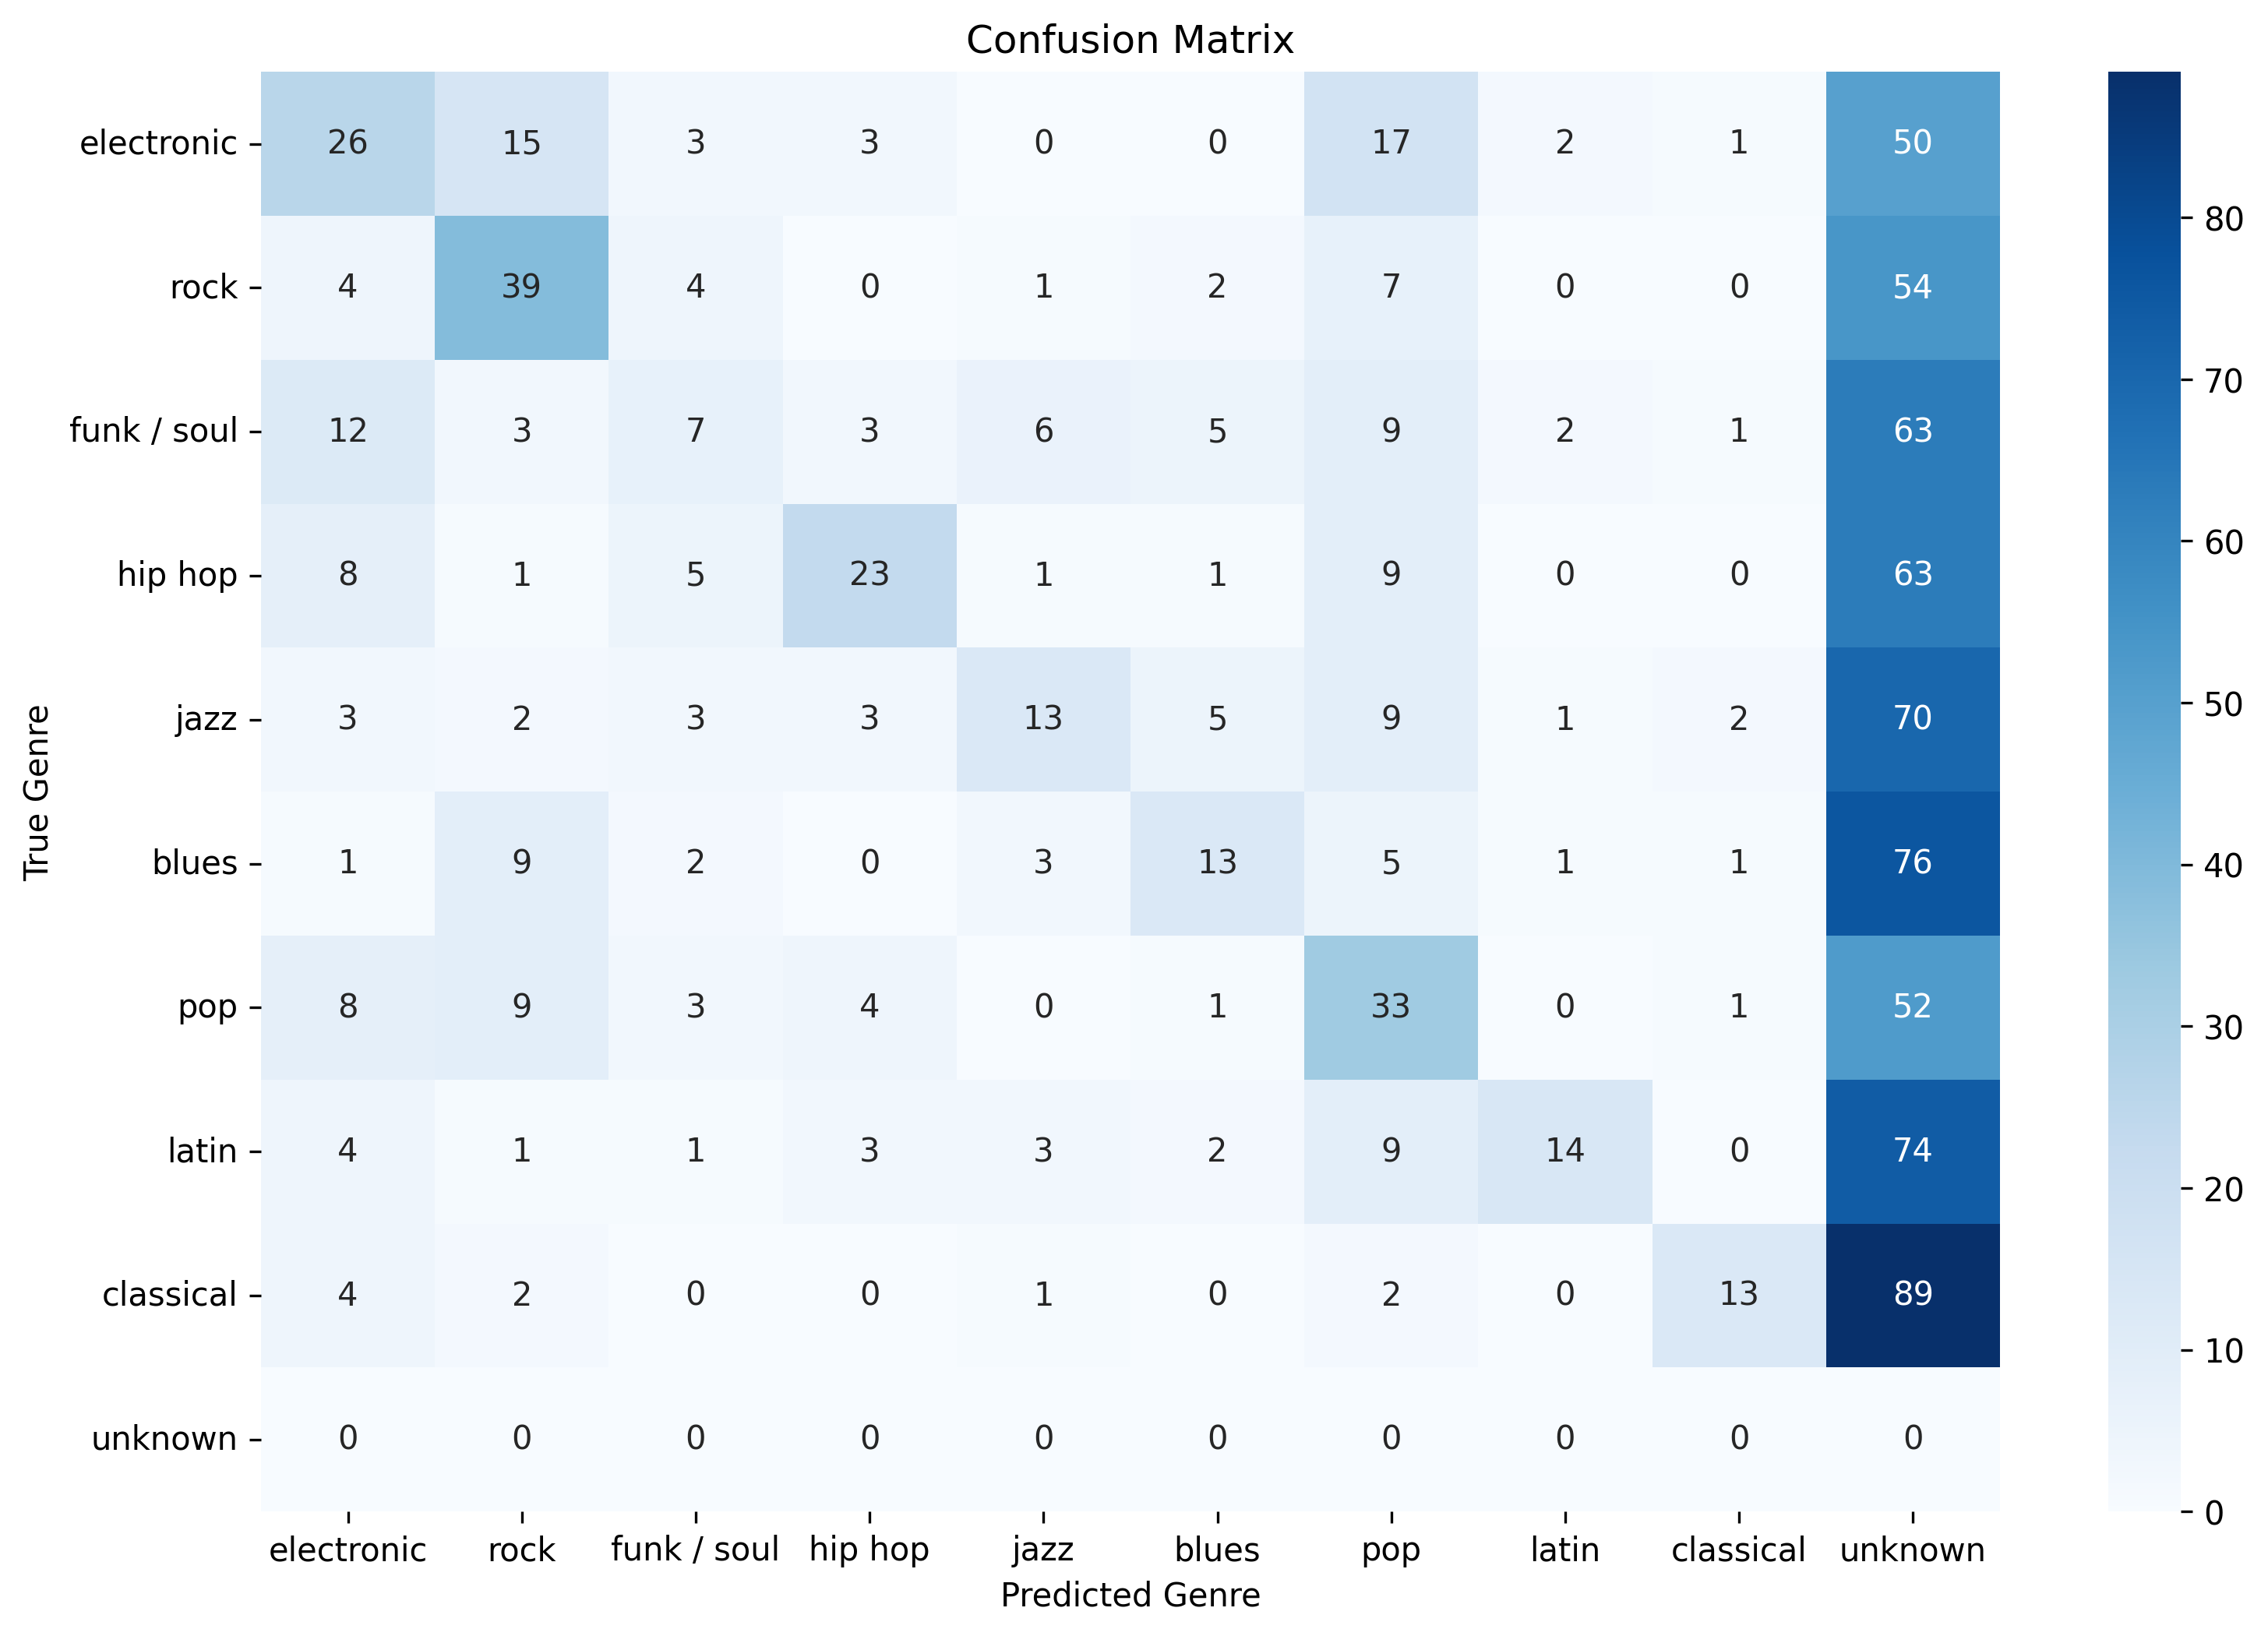 Confusion Matrix
electronic 26 15 3 3 0 0 17 2 1 50
rock 4 39 4 0 1 2 7 0 0 54
funk / soul 12 3 7 3 6 5 9 2 1 63
hip hop 8 1 5 23 1 1 9 0 0 63
jazz 3 2 3 3 13 5 9 1 2 70
blues 1 9 2 0 3 13 5 1 1 76
pop 8 9 3 4 0 1 33 0 1 52
latin 4 1 1 3 3 2 9 14 0 74
classical 4 2 0 0 1 0 2 0 13 89
unknown 0 0 0 0 0 0 0 0 0 0
electronic rock funk / soul hip hop jazz blues pop latin classical unknown
Predicted Genre
True Genre
80
70
60
50
40
30
20
10
0